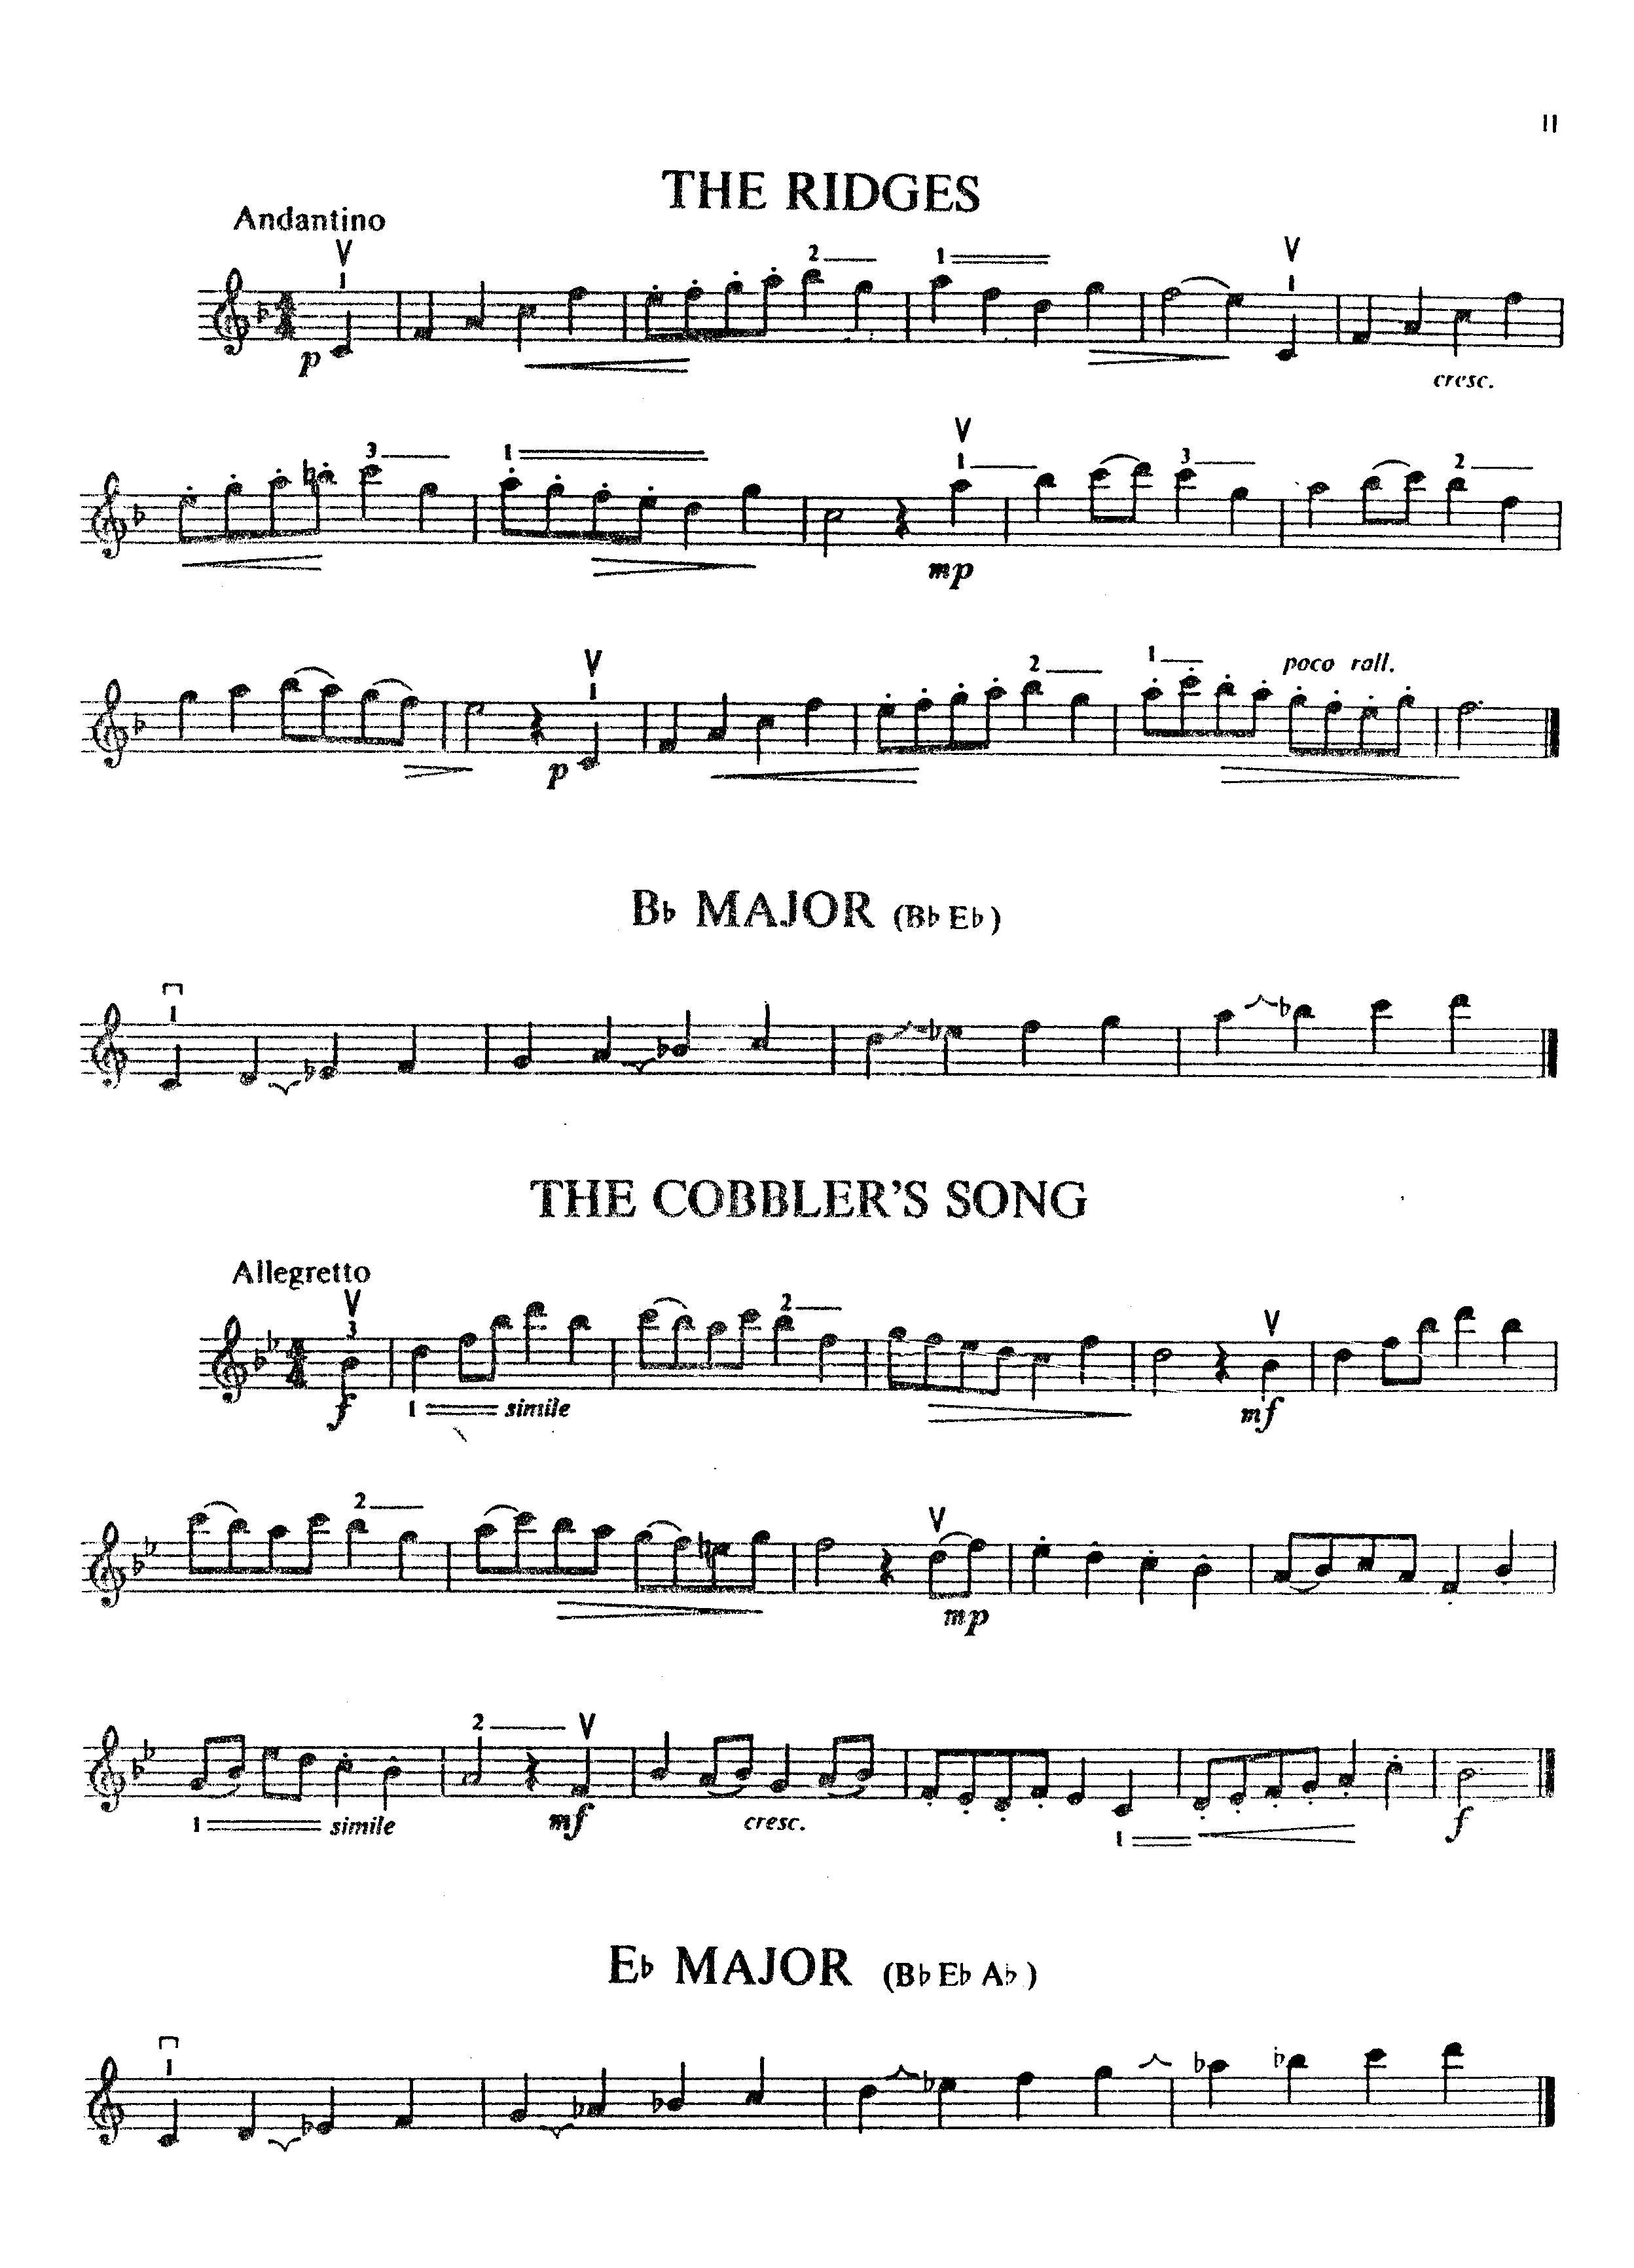 11
THE RIDGES
Andantino
1 2 1 1
p cresc.
3 1 1 3 2
mp
poco rall.
1 2 1
p
B♭ MAJOR (B♭ E♭)
1
THE COBBLER'S SONG
Allegretto
3 2
f 1 simile mf
2
mp
2
1 simile mf cresc. 1 f
E♭ MAJOR (B♭ E♭ A♭)
1